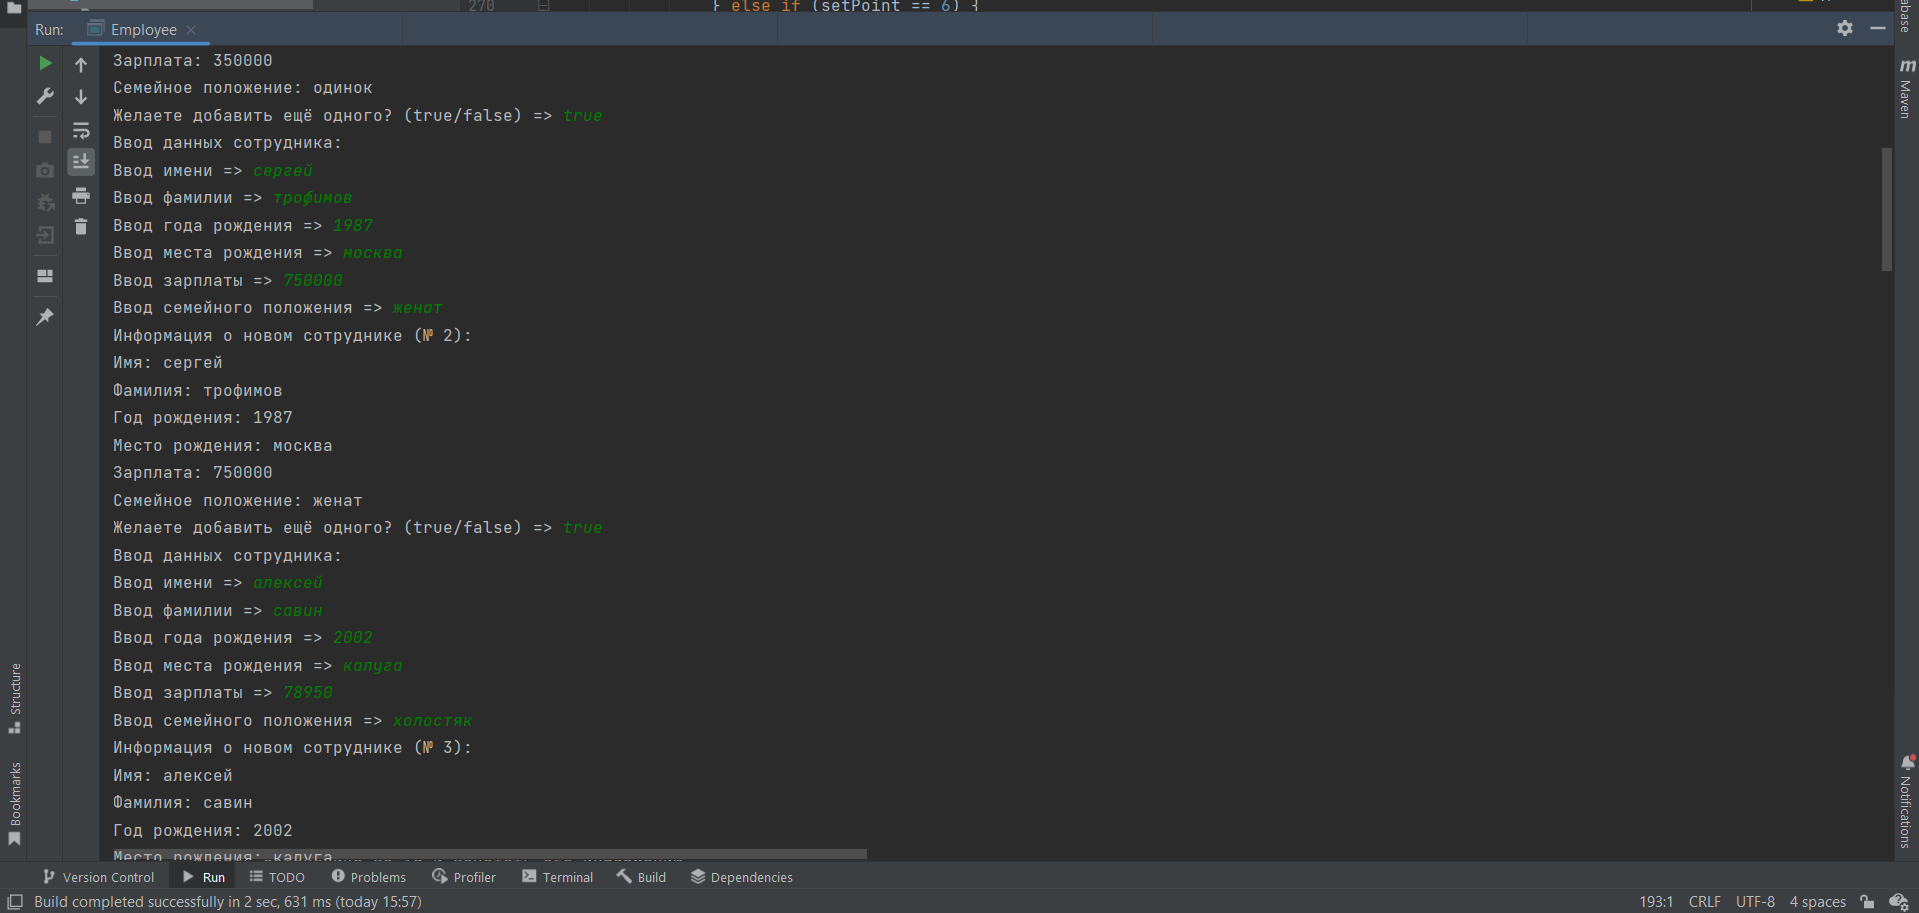 270 } else if (setPoint == 6) {
Run: Employee
Зарплата: 350000
Семейное положение: одинок
Желаете добавить ещё одного? (true/false) => true
Ввод данных сотрудника:
Ввод имени => сергей
Ввод фамилии => трофимов
Ввод года рождения => 1987
Ввод места рождения => москва
Ввод зарплаты => 750000
Ввод семейного положения => женат
Информация о новом сотруднике (№ 2):
Имя: сергей
Фамилия: трофимов
Год рождения: 1987
Место рождения: москва
Зарплата: 750000
Семейное положение: женат
Желаете добавить ещё одного? (true/false) => true
Ввод данных сотрудника:
Ввод имени => алексей
Ввод фамилии => савин
Ввод года рождения => 2002
Ввод места рождения => калуга
Ввод зарплаты => 78950
Ввод семейного положения => холостяк
Информация о новом сотруднике (№ 3):
Имя: алексей
Фамилия: савин
Год рождения: 2002
Место рождения: калуга
Structure
Bookmarks
abase
m Maven
Notifications
Version Control Run TODO Problems Profiler Terminal Build Dependencies
Build completed successfully in 2 sec, 631 ms (today 15:57) 193:1 CRLF UTF-8 4 spaces